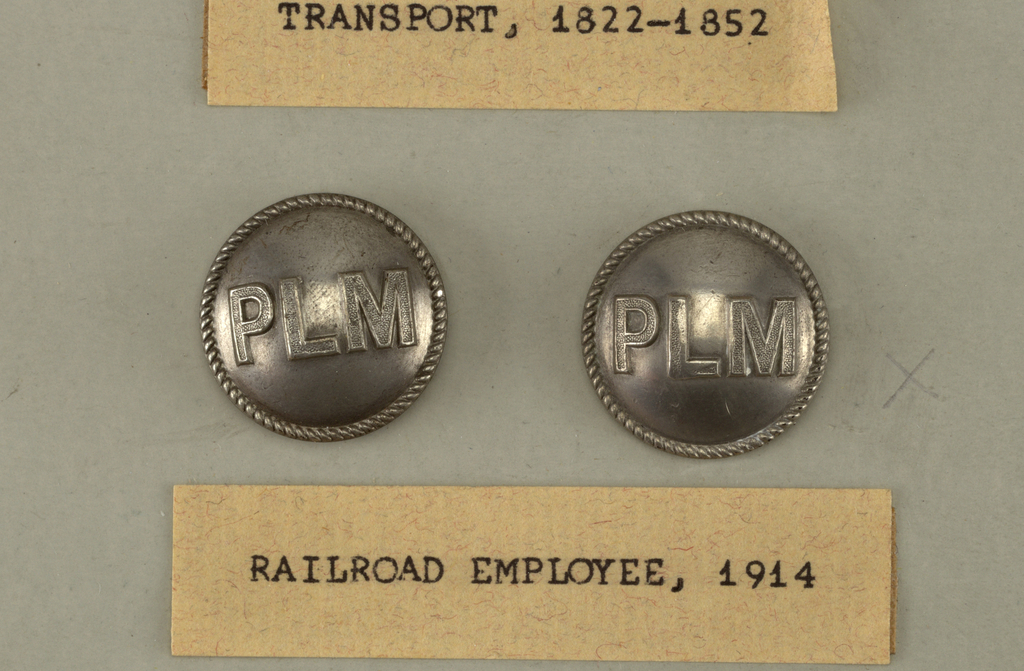 TRANSPORT, 1822-1852
PLM PLM
RAILROAD EMPLOYEE, 1914